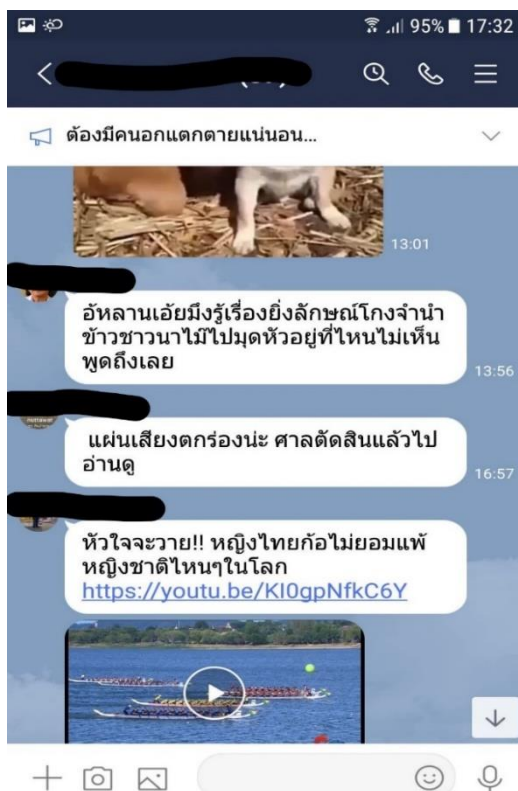 95% 17:32
ต้องมีคนอกแตกตายแน่นอน...
13:01
อัหลานเอ้ยมึงรู้เรื่องยิ่งลักษณ์โกงจำนำ
ข้าวชาวนาไม๊ไปมุดหัวอยู่ที่ไหนไม่เห็น
พูดถึงเลย
13:56
แผ่นเสียงตกร่องน่ะ ศาลตัดสินแล้วไป
อ่านดู
16:57
หัวใจจะวาย!! หญิงไทยก้อไม่ยอมแพ้
หญิงชาติไหนๆในโลก
https://youtu.be/KI0gpNfkC6Y